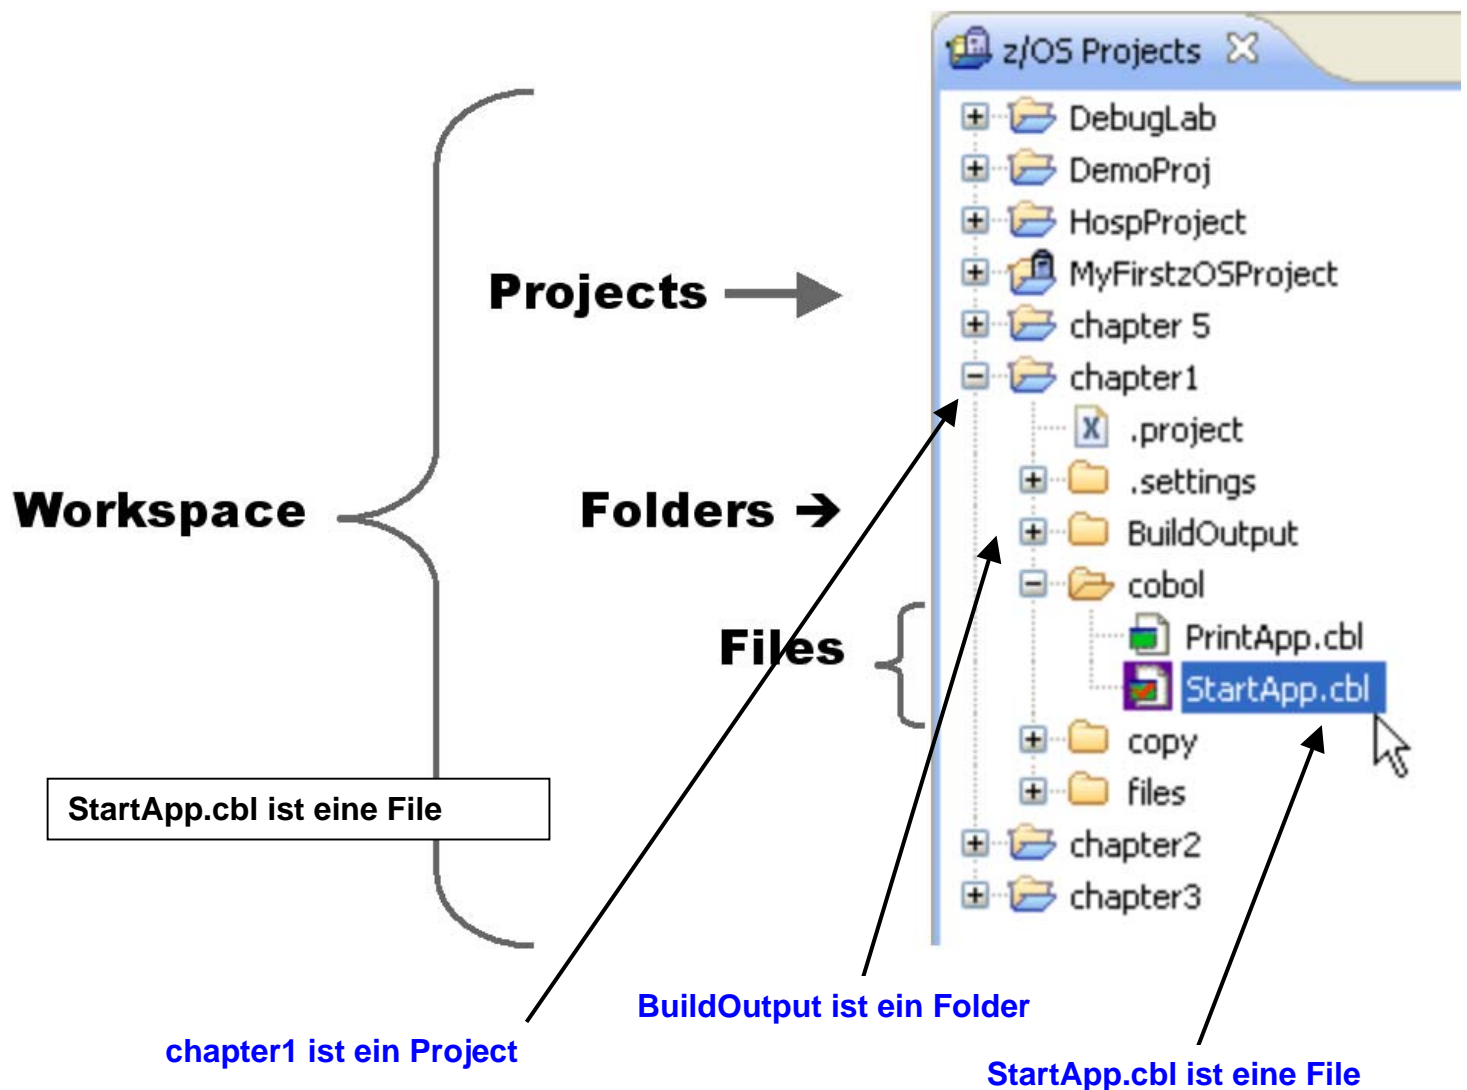 z/OS Projects
DebugLab
DemoProj
HospProject
MyFirstzOSProject
chapter 5
chapter1
.project
.settings
BuildOutput
cobol
PrintApp.cbl
StartApp.cbl
copy
files
chapter2
chapter3
Projects
Workspace
Folders →
Files
StartApp.cbl ist eine File
BuildOutput ist ein Folder
chapter1 ist ein Project
StartApp.cbl ist eine File